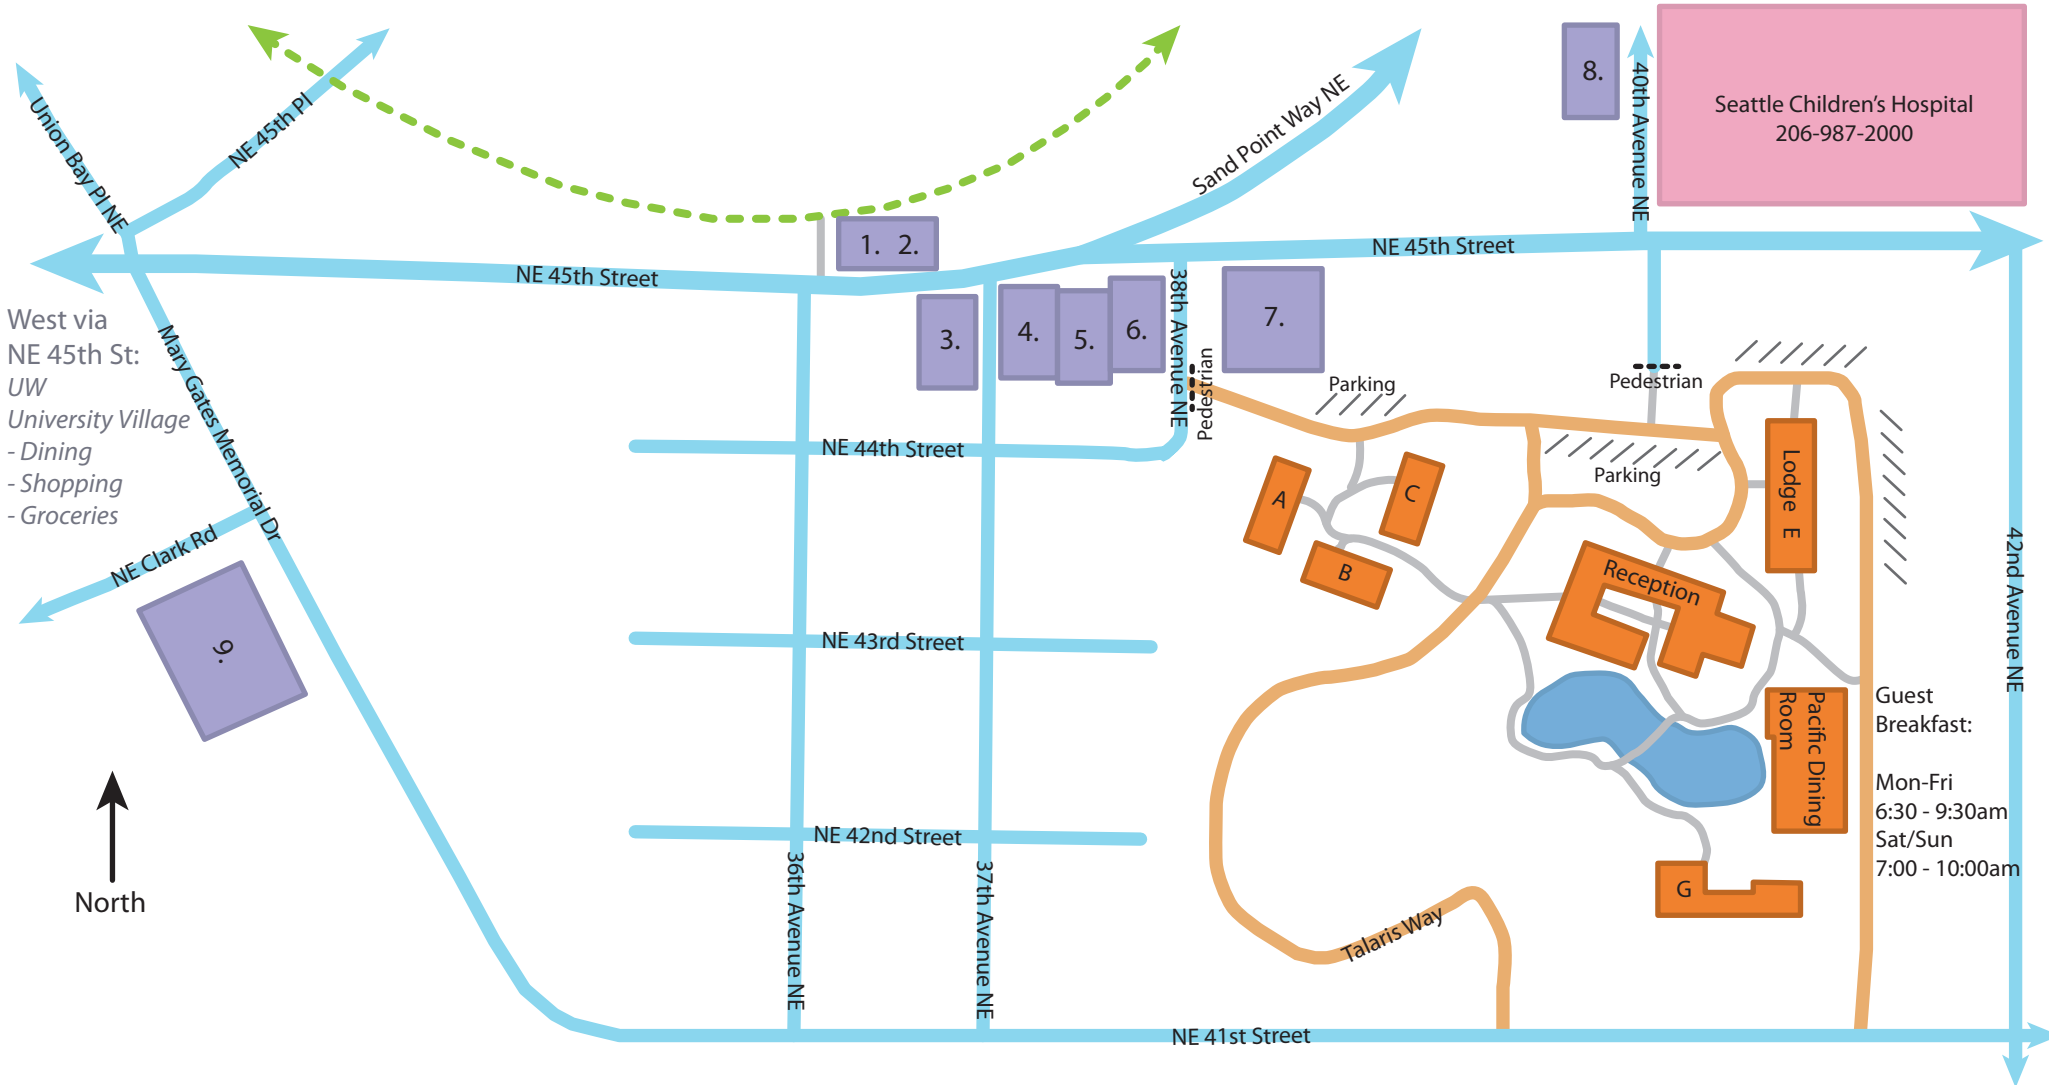 Union Bay Pl NE
NE 45th Pl
Sand Point Way NE
8.
40th Avenue NE
Seattle Children's Hospital
206-987-2000
1. 2.
NE 45th Street
NE 45th Street
West via
NE 45th St:
UW
University Village
- Dining
- Shopping
- Groceries
Mary Gates Memorial Dr
3.
4.
5.
6.
38th Avenue NE
7.
Pedestrian
Parking
Pedestrian
NE 44th Street
Parking
A
C
B
Lodge E
NE Clark Rd
9.
Reception
42nd Avenue NE
NE 43rd Street
Pacific Dining
Room
Guest
Breakfast:
Mon-Fri
6:30 - 9:30am
Sat/Sun
7:00 - 10:00am
NE 42nd Street
36th Avenue NE
37th Avenue NE
G
North
Talaris Way
NE 41st Street